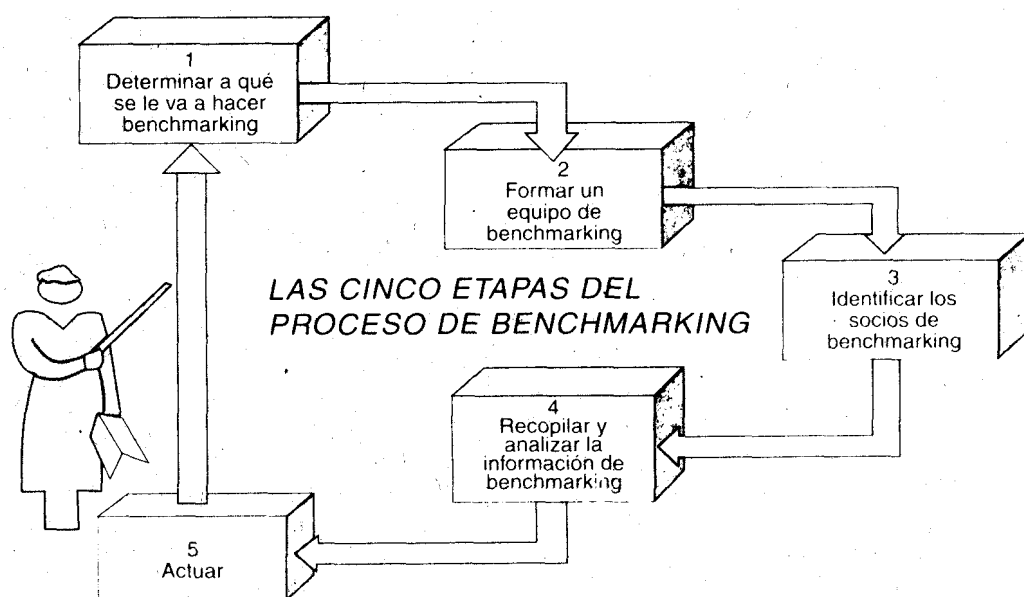 1
Determinar a qué
se le va a hacer
benchmarking
2
Formar un
equipo de
benchmarking
3
Identificar los
socios de
benchmarking
LAS CINCO ETAPAS DEL
PROCESO DE BENCHMARKING
4
Recopilar y
analizar la
información de
benchmarking
5
Actuar